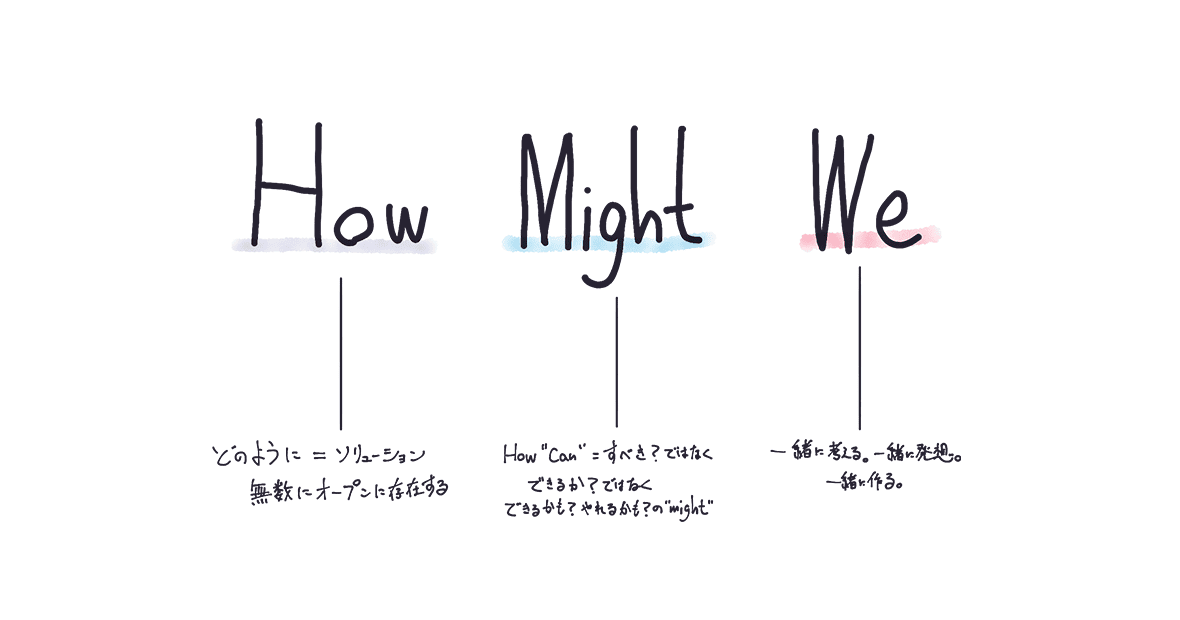 How Might We
どのように = ソリューション
無数にオープンに存在する
How "Can" = すべき?ではなく
できるか?ではなく
できるかも?やれるかも?の"might"
一緒に考える。一緒に発想。
一緒に作る。